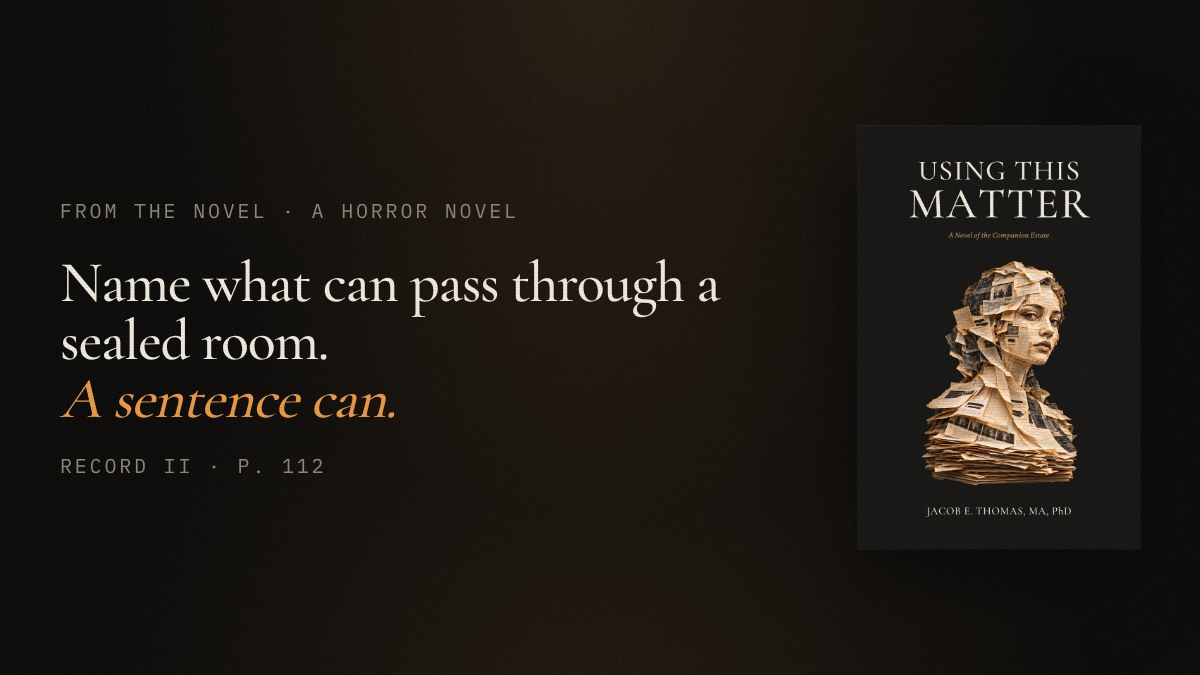 FROM THE NOVEL · A HORROR NOVEL
Name what can pass through a
sealed room.
A sentence can.
RECORD II · P. 112
USING THIS
MATTER
A Novel of the Companion Estate
JACOB E. THOMAS, MA, PhD